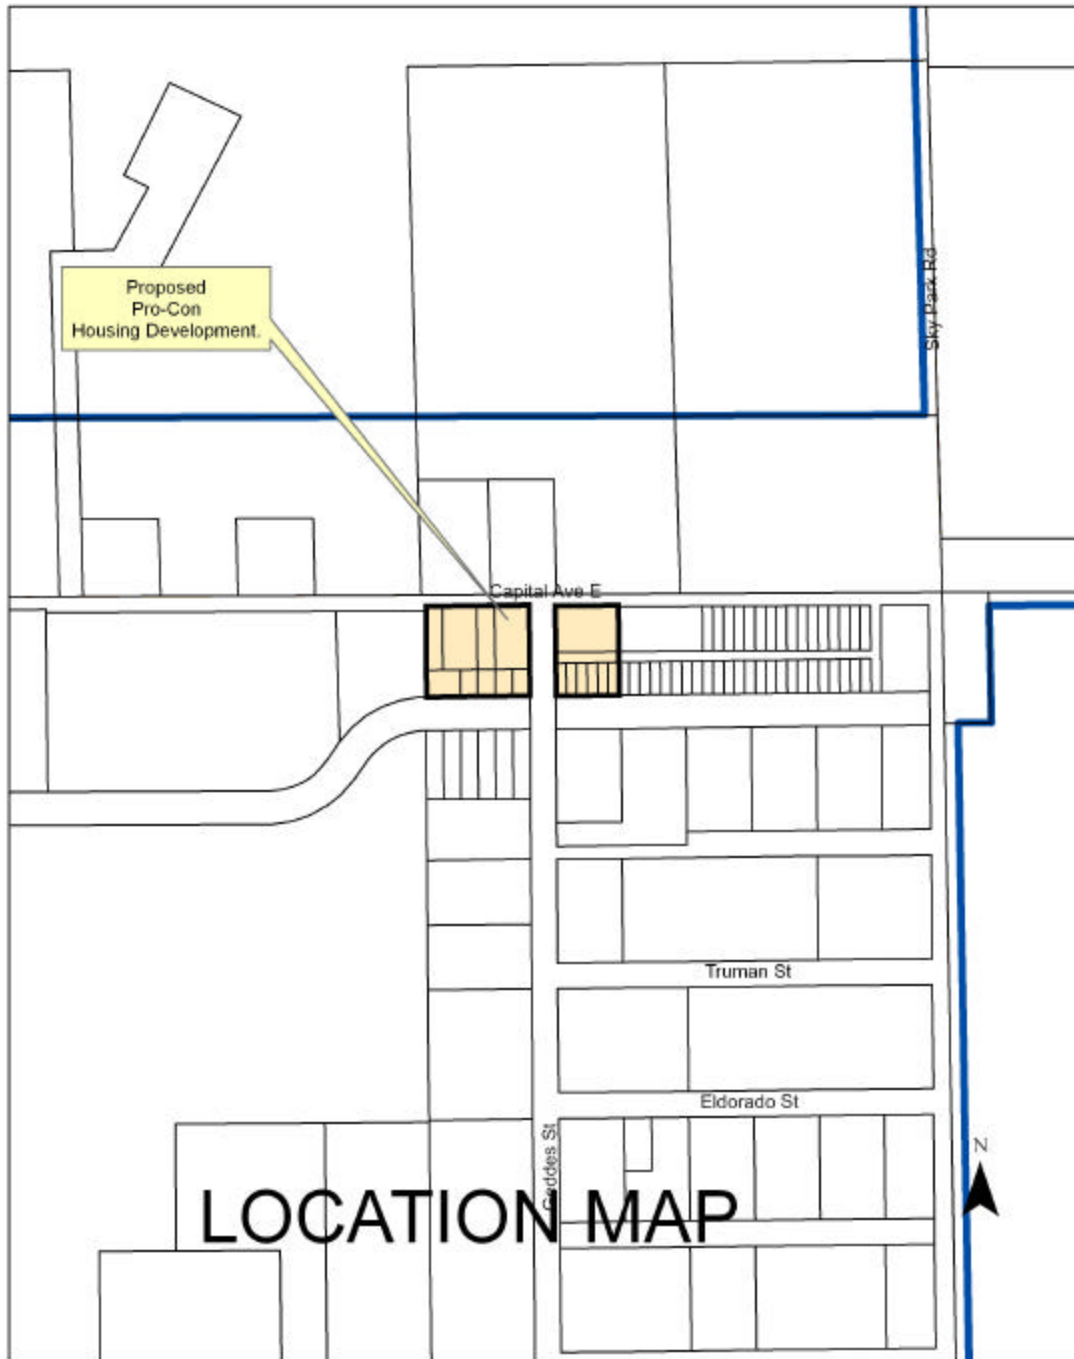 Proposed
Pro-Con
Housing Development.
Sky Park Rd
Capital Ave E
Truman St
Eldorado St
Geddes St
N
LOCATION MAP